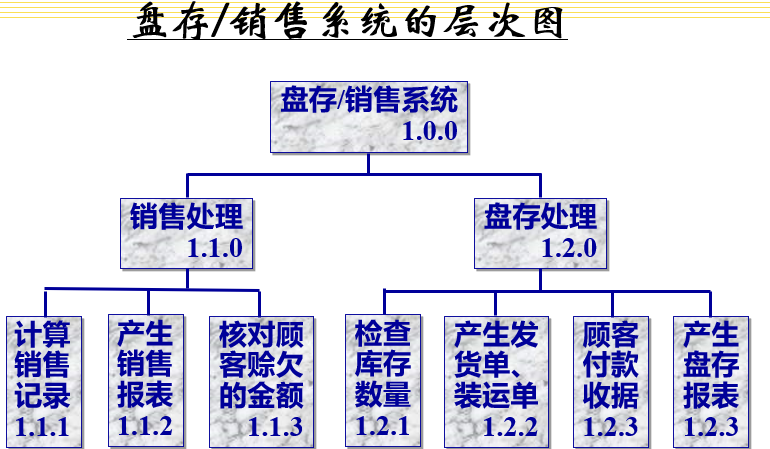 盘存/销售系统的层次图
盘存/销售系统
1.0.0
销售处理
1.1.0
盘存处理
1.2.0
计算
销售
记录
1.1.1
产生
销售
报表
1.1.2
核对顾
客赊欠
的金额
1.1.3
检查
库存
数量
1.2.1
产生发
货单、
装运单
1.2.2
顾客
付款
收据
1.2.3
产生
盘存
报表
1.2.3